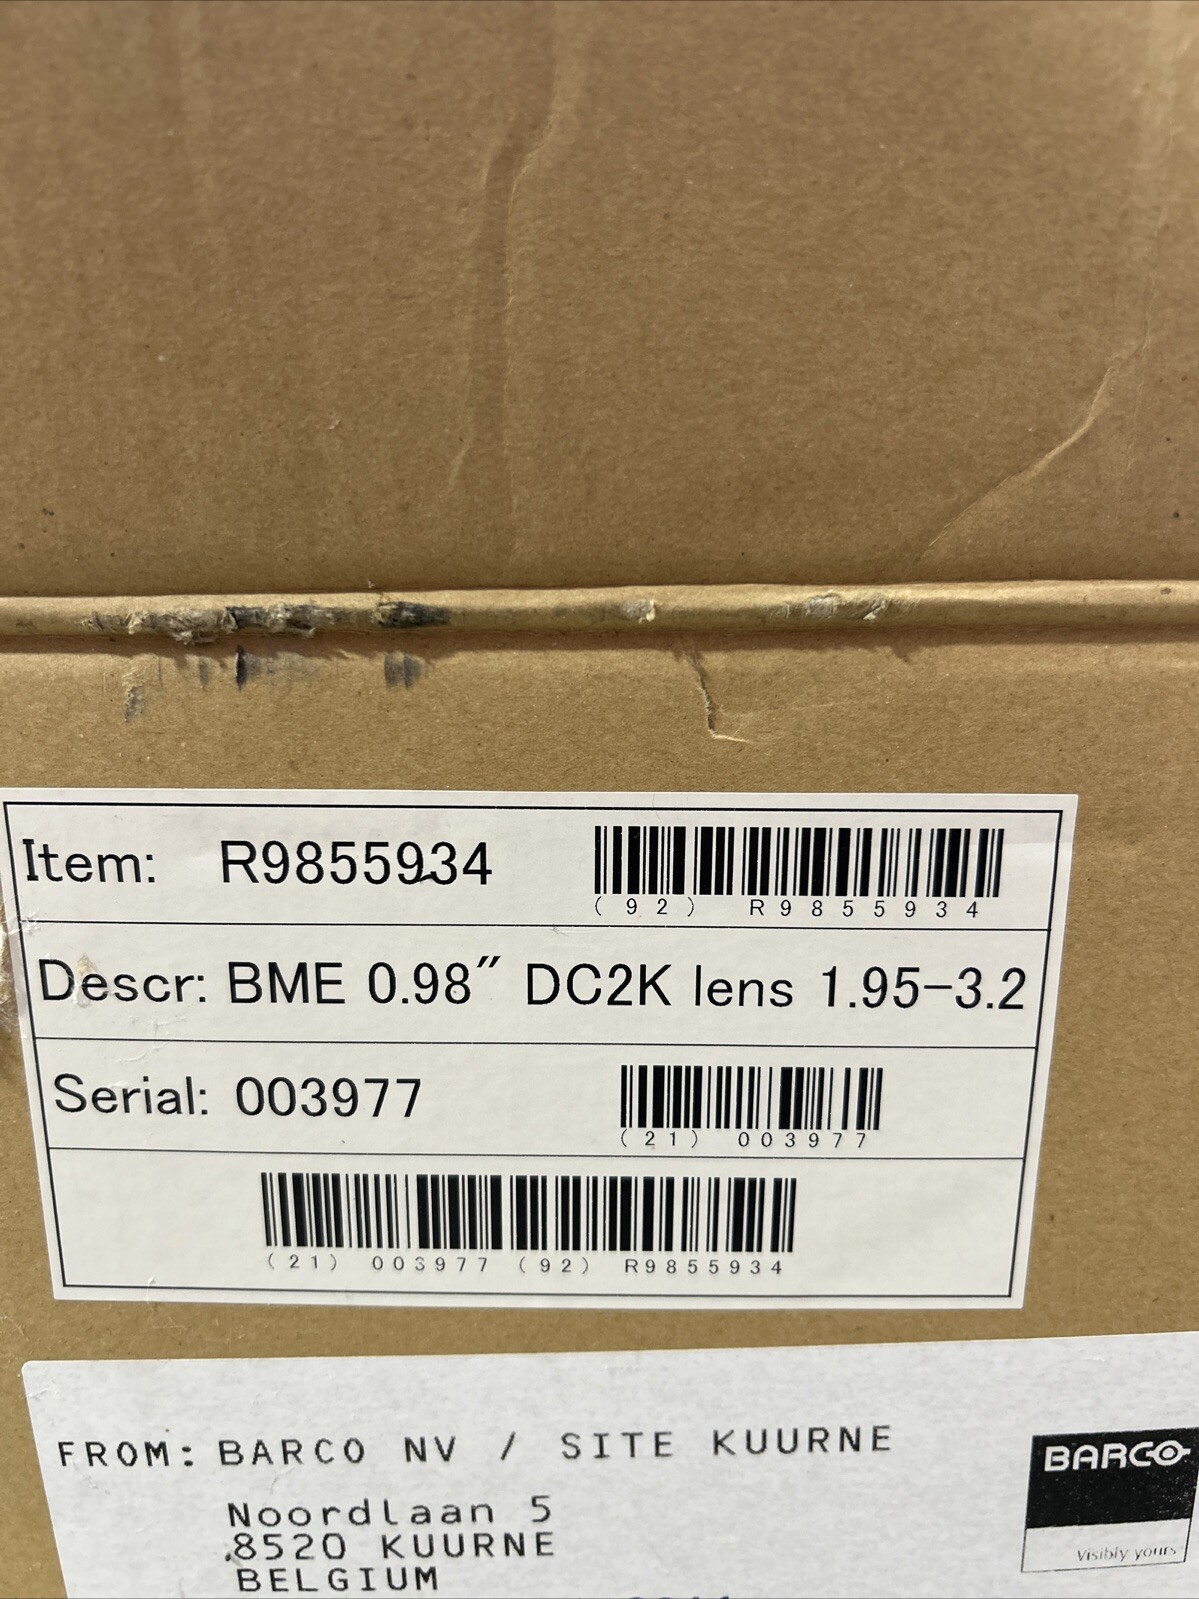 Item: R9855934
(92) R9855934
Descr: BME 0.98" DC2K lens 1.95-3.2
Serial: 003977
(21) 003977
(21) 003977 (92) R9855934
FROM: BARCO NV / SITE KUURNE
Noordlaan 5
8520 KUURNE
BELGIUM
BARCO
Visibly yours